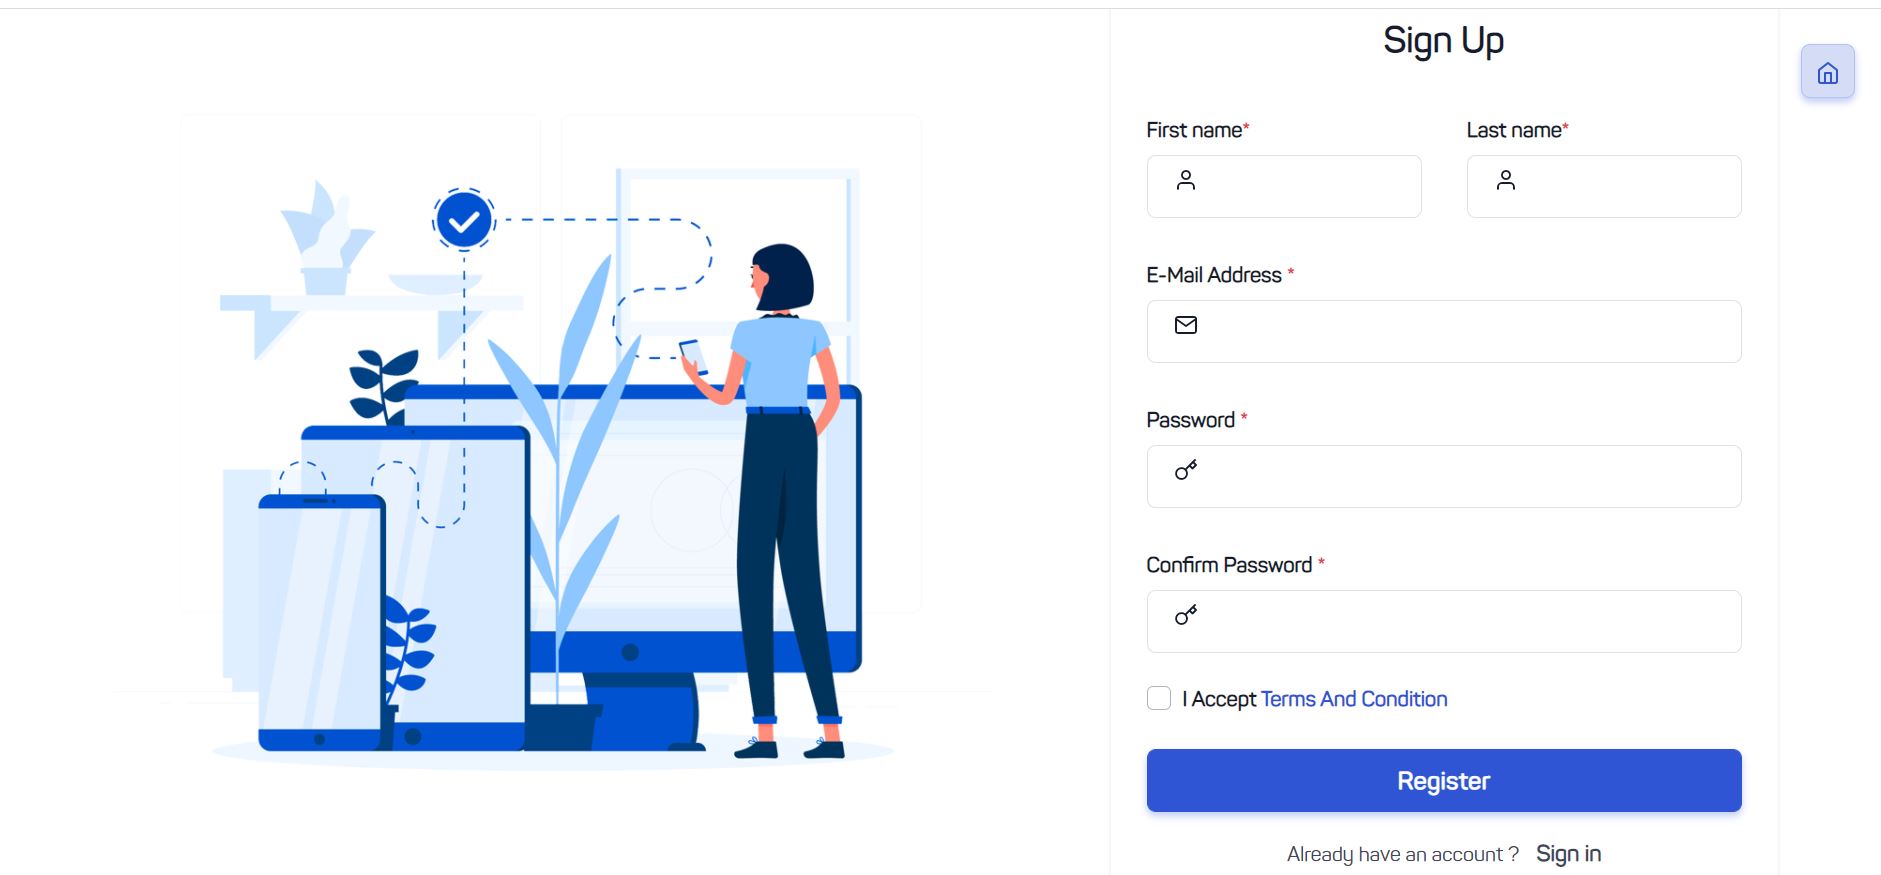 Sign Up
First name* Last name*
E-Mail Address *
Password *
Confirm Password *
I Accept Terms And Condition
Register
Already have an account ? Sign in